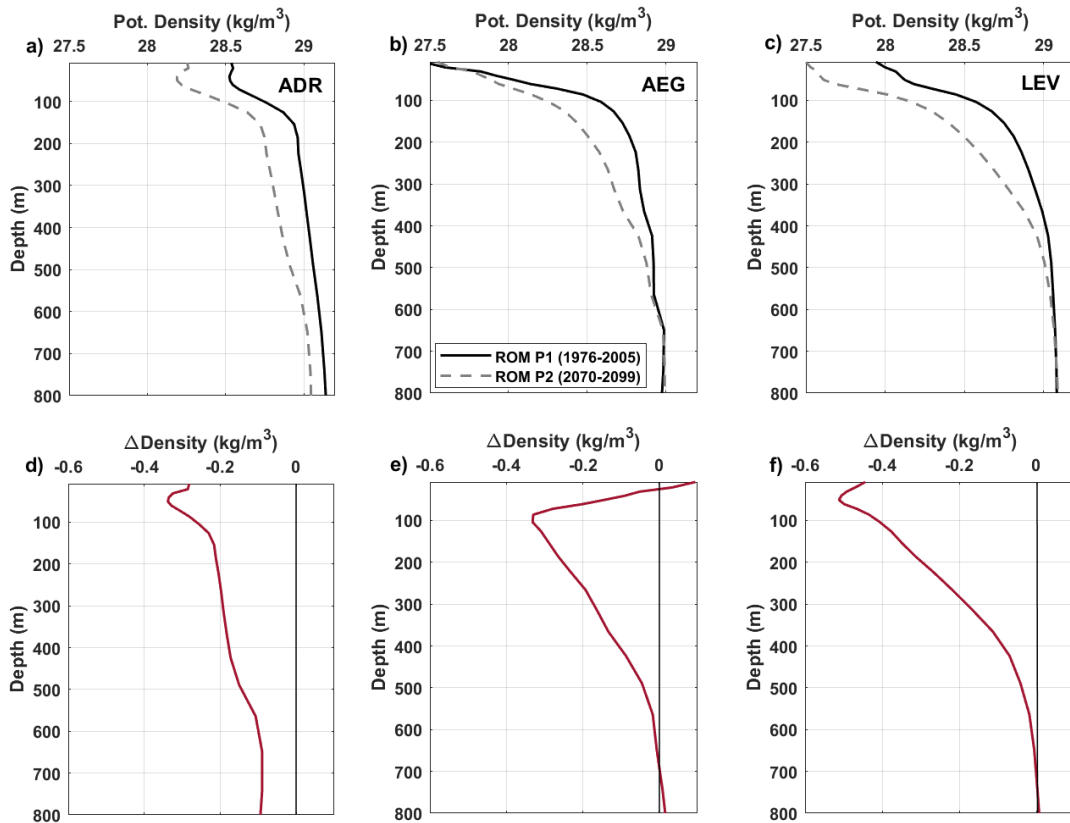 Pot. Density (kg/m³)
27.5 28 28.5 29
a)
ADR
100
200
300
400
500
600
700
800
Depth (m)
Pot. Density (kg/m³)
27.5 28 28.5 29
b)
AEG
100
200
300
400
500
600
700
800
Depth (m)
ROM P1 (1976-2005)
ROM P2 (2070-2099)
Pot. Density (kg/m³)
27.5 28 28.5 29
c)
LEV
100
200
300
400
500
600
700
800
Depth (m)
ΔDensity (kg/m³)
d)
-0.6 -0.4 -0.2 0
100
200
300
400
500
600
700
800
Depth (m)
ΔDensity (kg/m³)
e)
-0.6 -0.4 -0.2 0
100
200
300
400
500
600
700
800
Depth (m)
ΔDensity (kg/m³)
f)
-0.6 -0.4 -0.2 0
100
200
300
400
500
600
700
800
Depth (m)